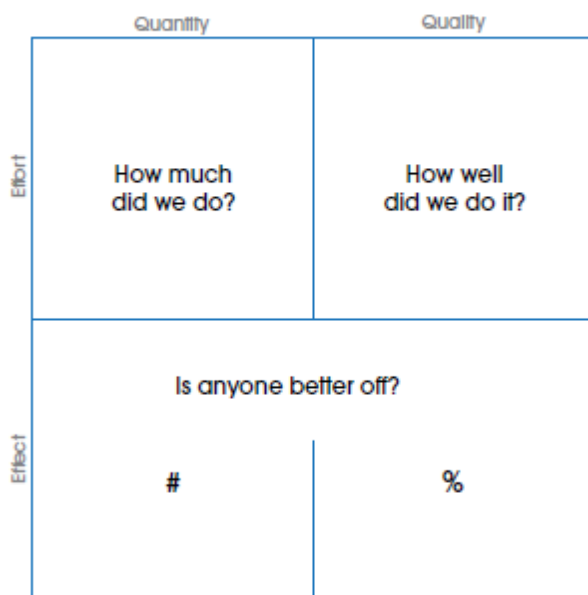 Quantity
Quality
Effort
How much
did we do?
How well
did we do it?
Effect
Is anyone better off?
#
%